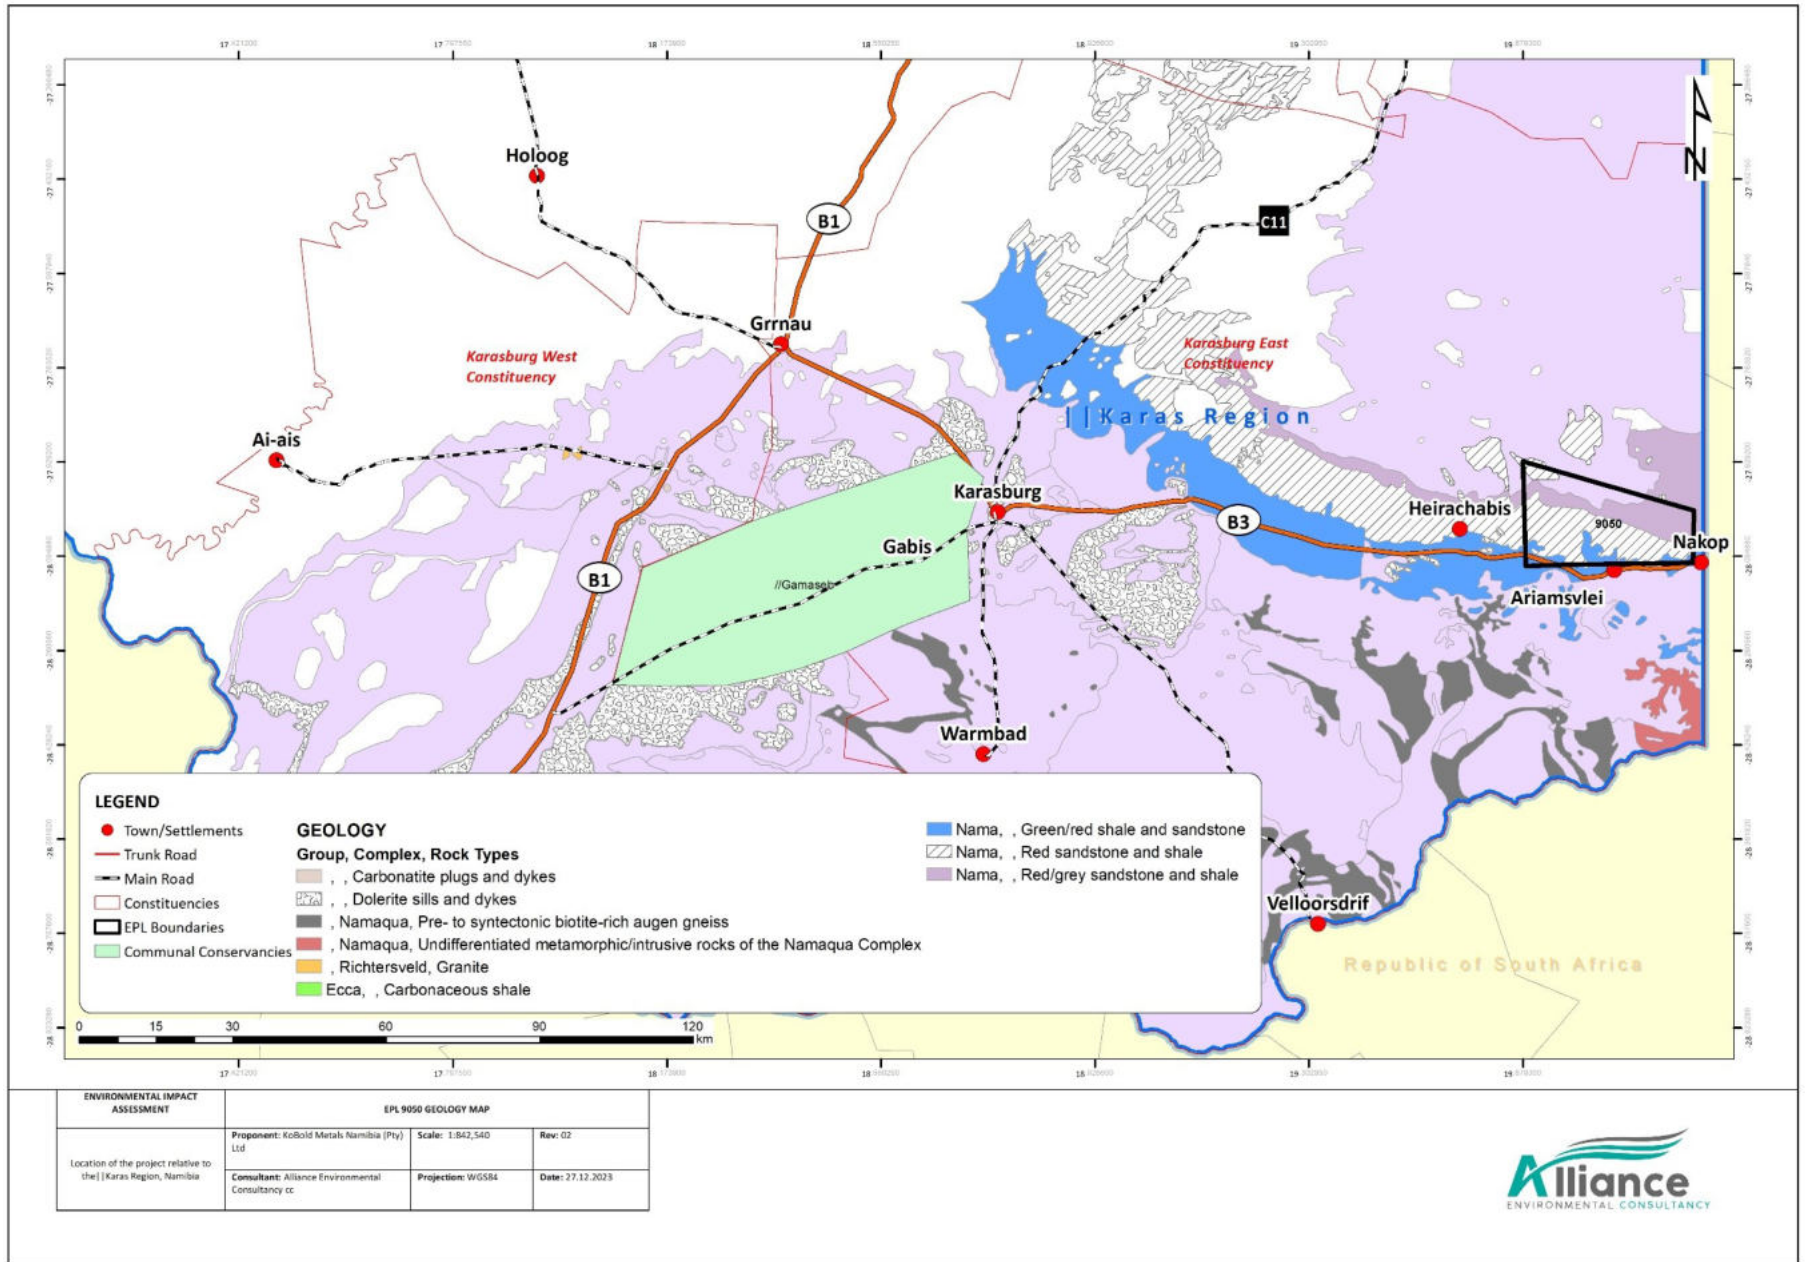 Holoog
B1
C11
Grrnau
Karasburg West
Constituency
Karasburg East
Constituency
||Karas Region
Ai-ais
Karasburg
Heirachabis
B3
9050
Nakop
Gabis
B1
//Gamaseb
Ariamsvlei
Warmbad
Velloorsdrif
Republic of South Africa
N
LEGEND
Town/Settlements
Trunk Road
Main Road
Constituencies
EPL Boundaries
Communal Conservancies
GEOLOGY
Group, Complex, Rock Types
, , Carbonatite plugs and dykes
, , Dolerite sills and dykes
, Namaqua, Pre- to syntectonic biotite-rich augen gneiss
, Namaqua, Undifferentiated metamorphic/intrusive rocks of the Namaqua Complex
, Richtersveld, Granite
Ecca, , Carbonaceous shale
Nama, , Green/red shale and sandstone
Nama, , Red sandstone and shale
Nama, , Red/grey sandstone and shale
0 15 30 60 90 120
km
ENVIRONMENTAL IMPACT
ASSESSMENT
EPL 9050 GEOLOGY MAP
Location of the project relative to
the||Karas Region, Namibia
Proponent: KoBold Metals Namibia (Pty)
Ltd
Scale: 1:842,540
Rev: 02
Consultant: Alliance Environmental
Consultancy cc
Projection: WGS84
Date: 27.12.2023
Alliance
ENVIRONMENTAL CONSULTANCY